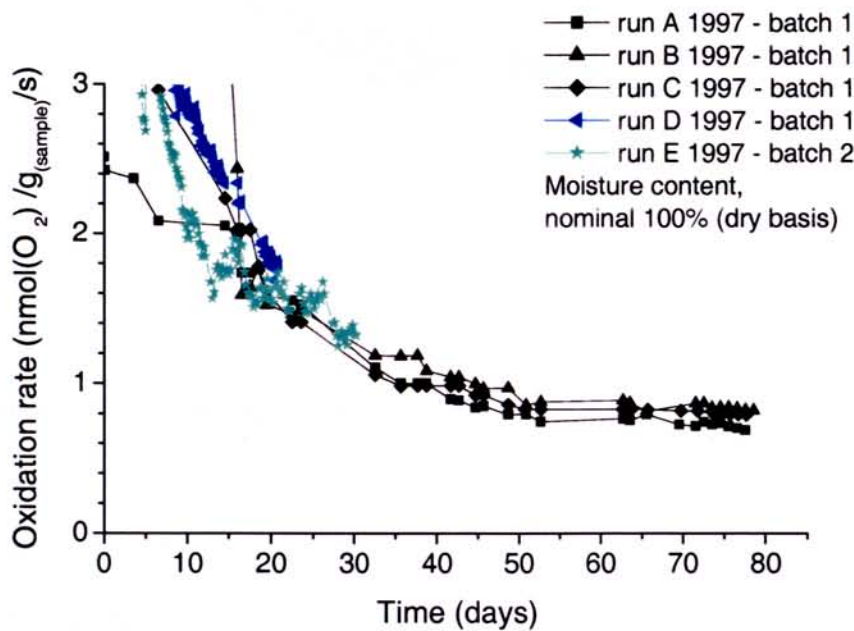 run A 1997 - batch 1
run B 1997 - batch 1
run C 1997 - batch 1
run D 1997 - batch 1
run E 1997 - batch 2
Moisture content,
nominal 100% (dry basis)
Oxidation rate (nmol(O₂) /g(sample)/s)
3
2
1
0
0 10 20 30 40 50 60 70 80
Time (days)